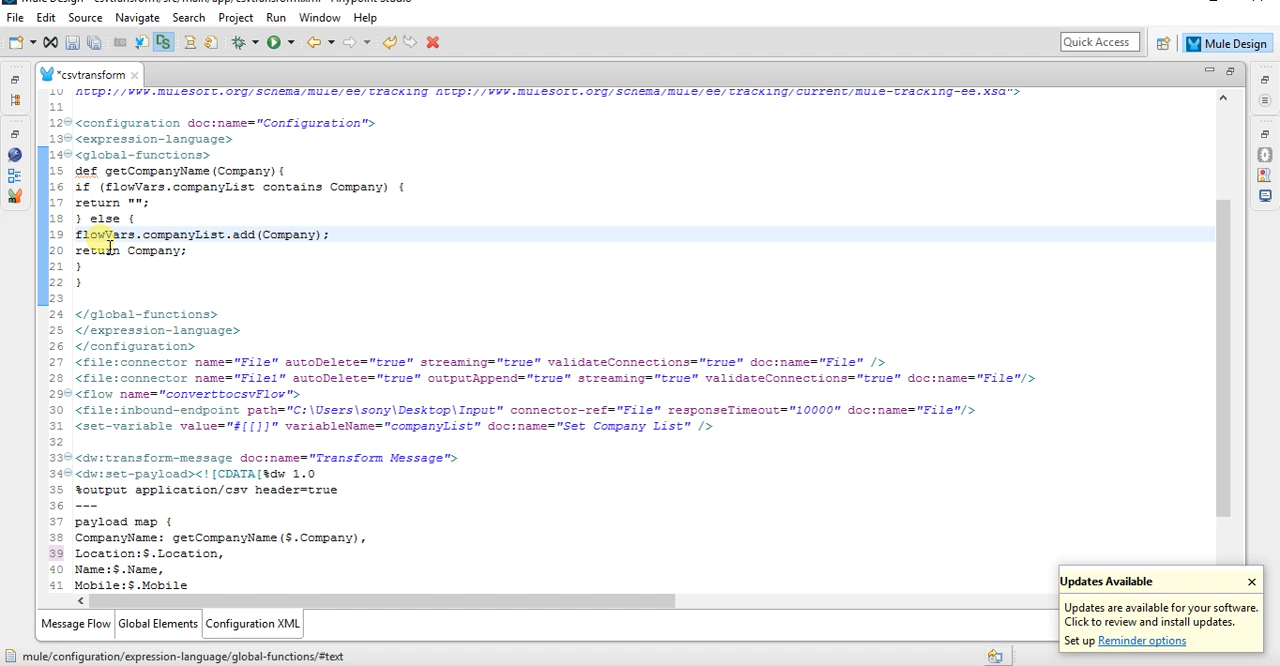 File Edit Source Navigate Search Project Run Window Help
Quick Access
Mule Design
*csvtransform
10 http://www.mulesoft.org/schema/mule/ee/tracking http://www.mulesoft.org/schema/mule/ee/tracking/current/mule-tracking-ee.xsd">
11
12 <configuration doc:name="Configuration">
13 <expression-language>
14 <global-functions>
15 def getCompanyName(Company){
16 if (flowVars.companyList contains Company) {
17 return "";
18 } else {
19 flowVars.companyList.add(Company);
20 return Company;
21 }
22 }
23
24 </global-functions>
25 </expression-language>
26 </configuration>
27 <file:connector name="File" autoDelete="true" streaming="true" validateConnections="true" doc:name="File" />
28 <file:connector name="File1" autoDelete="true" outputAppend="true" streaming="true" validateConnections="true" doc:name="File"/>
29 <flow name="converttocsvFlow">
30 <file:inbound-endpoint path="C:\Users\sony\Desktop\Input" connector-ref="File" responseTimeout="10000" doc:name="File"/>
31 <set-variable value="#[[]]" variableName="companyList" doc:name="Set Company List" />
32
33 <dw:transform-message doc:name="Transform Message">
34 <dw:set-payload><![CDATA[%dw 1.0
35 %output application/csv header=true
36 ---
37 payload map {
38 CompanyName: getCompanyName($.Company),
39 Location:$.Location,
40 Name:$.Name,
41 Mobile:$.Mobile
Updates Available
Updates are available for your software.
Click to review and install updates.
Set up Reminder options
Message Flow Global Elements Configuration XML
mule/configuration/expression-language/global-functions/#text